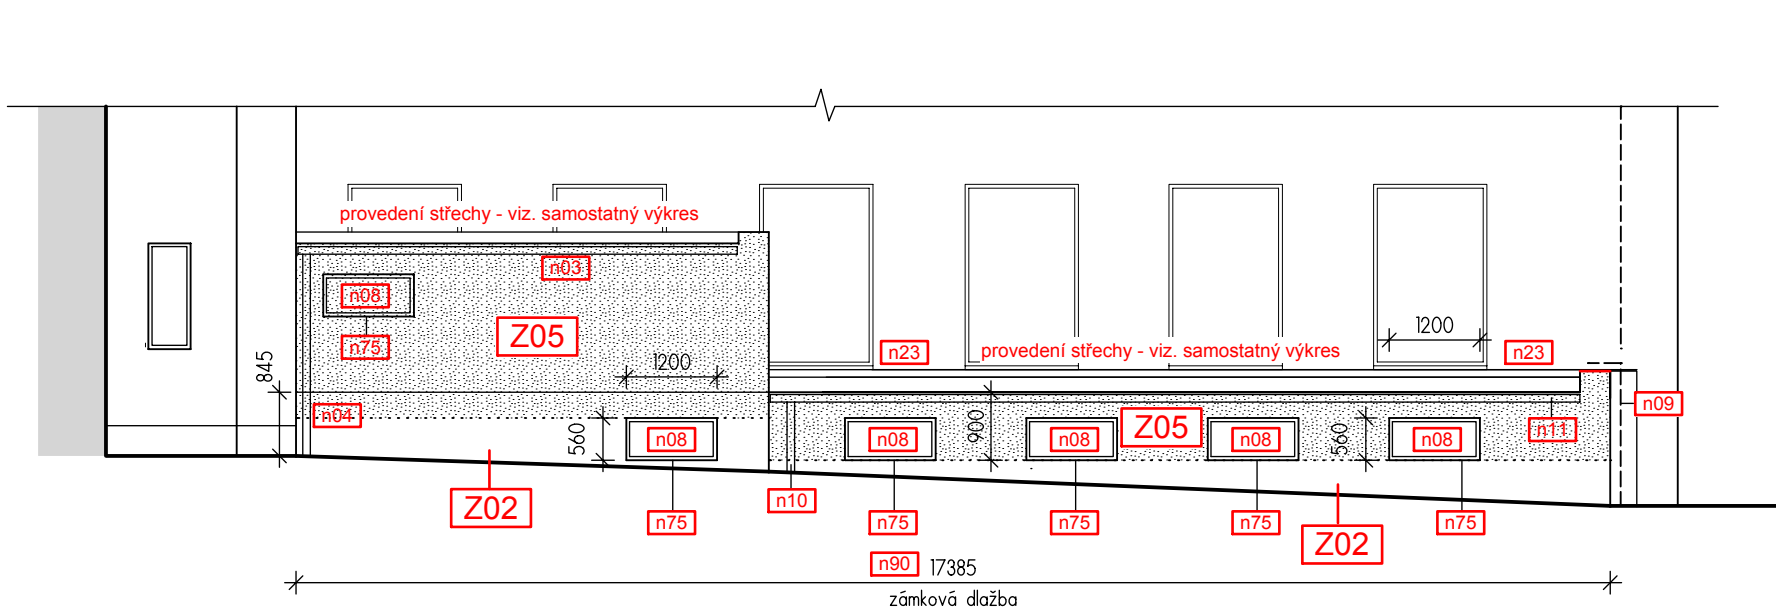 provedení střechy - viz. samostatný výkres
n03
n08
Z05
n75
1200
n23
provedení střechy - viz. samostatný výkres
1200
n23
845
n04
560
n08
n08
900
n08
Z05
n08
560
n08
n11
n09
Z02
n75
n10
n75
n75
n75
n75
Z02
n90
17385
zámková dlažba